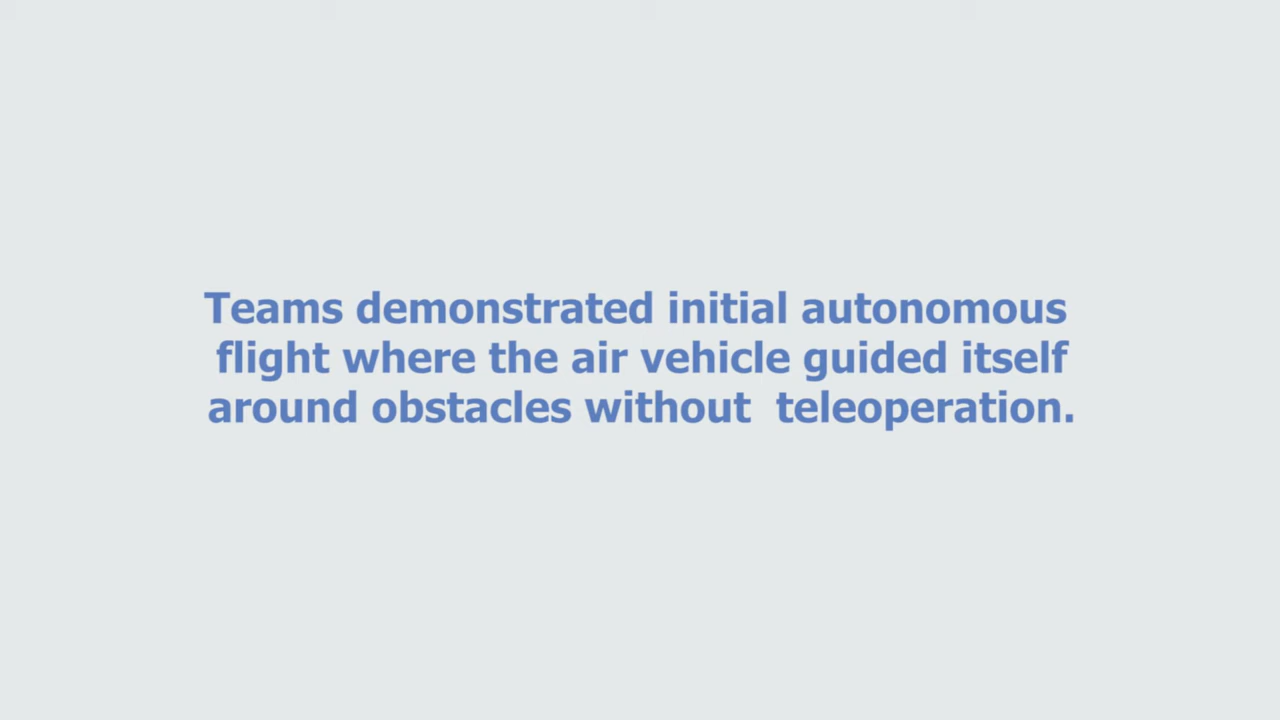 Teams demonstrated initial autonomous
flight where the air vehicle guided itself
around obstacles without  teleoperation.